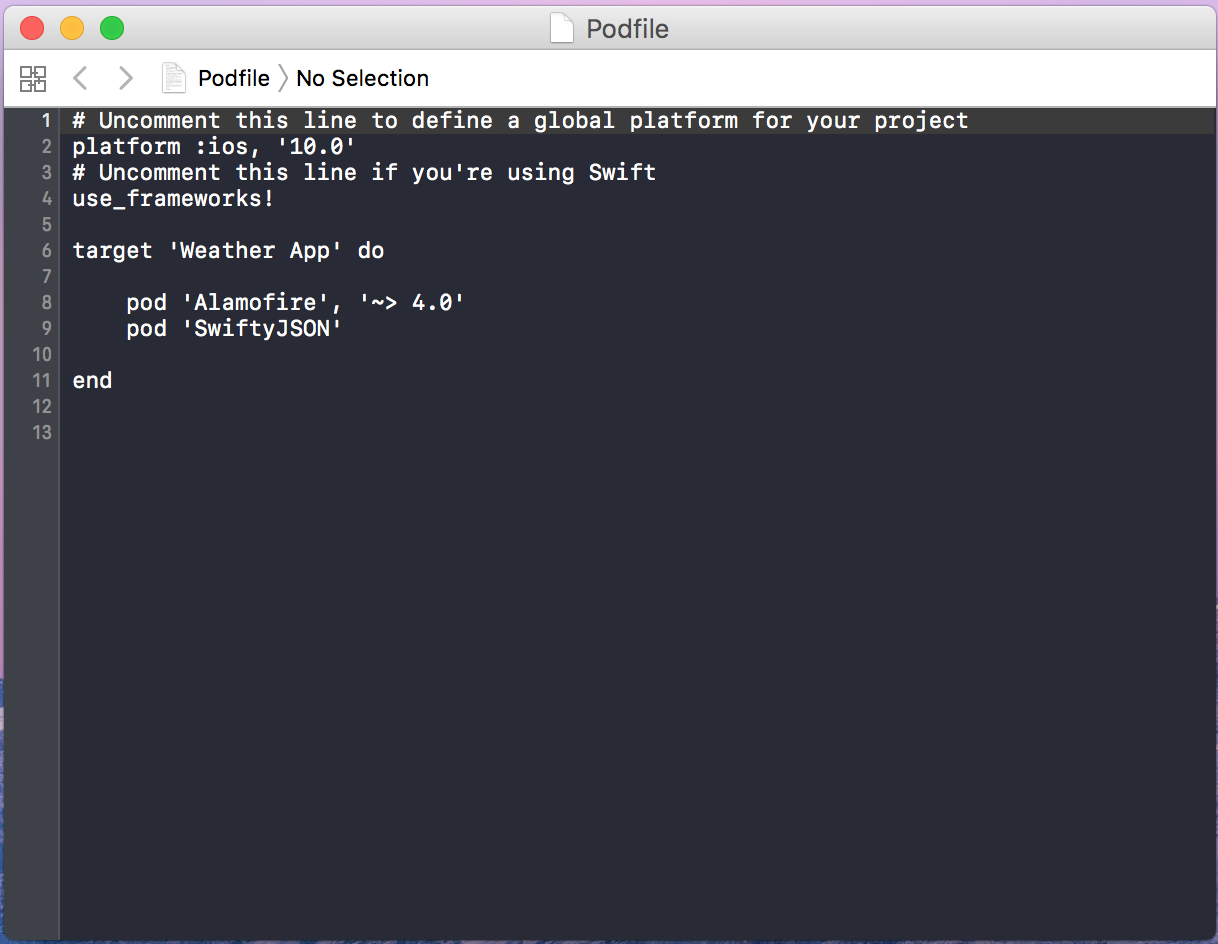 Podfile
Podfile 〉 No Selection
1 # Uncomment this line to define a global platform for your project
2 platform :ios, '10.0'
3 # Uncomment this line if you're using Swift
4 use_frameworks!
5
6 target 'Weather App' do
7
8     pod 'Alamofire', '~> 4.0'
9     pod 'SwiftyJSON'
10
11 end
12
13